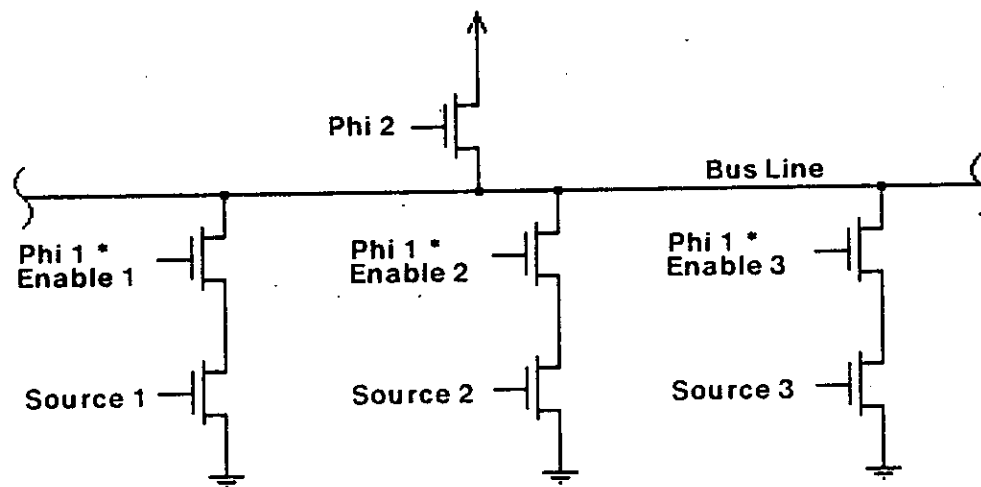 Phi 2
Bus Line
Phi 1 *
Enable 1
Phi 1 *
Enable 2
Phi 1 *
Enable 3
Source 1
Source 2
Source 3